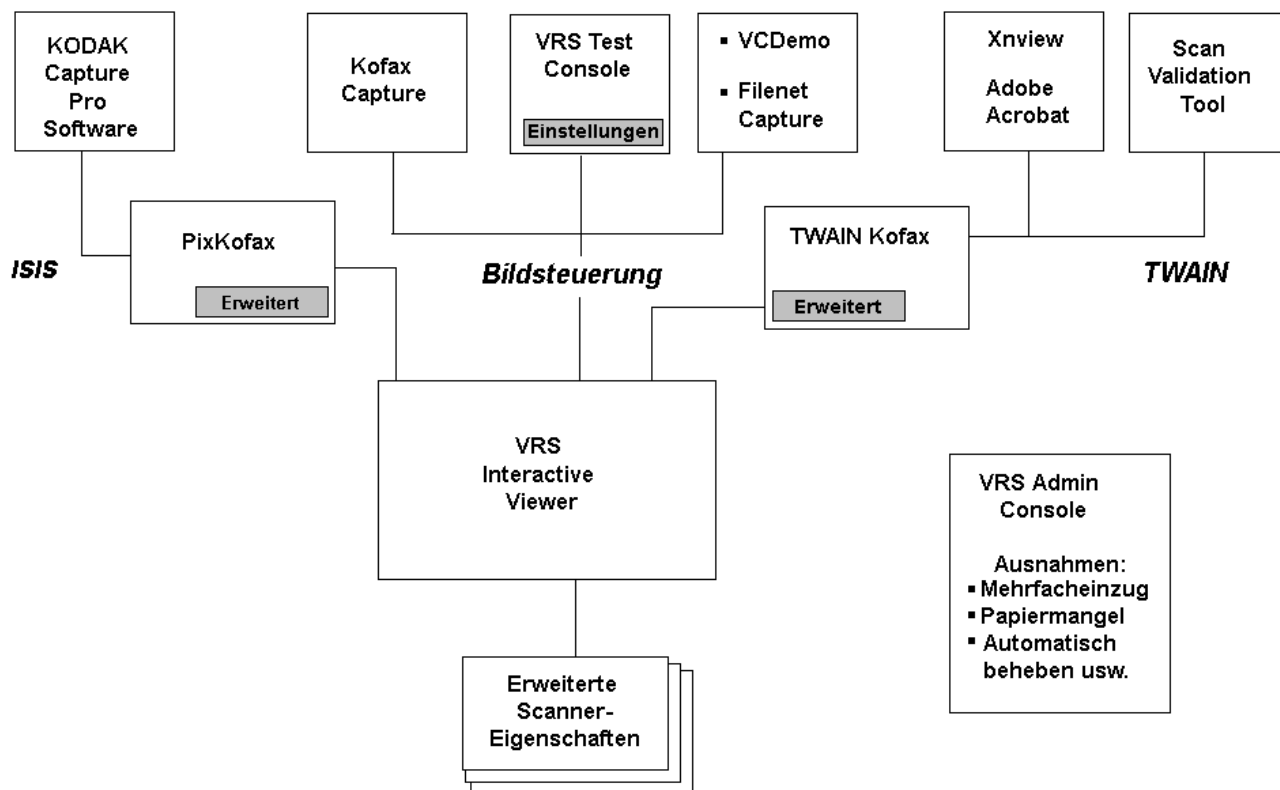 KODAK
Capture
Pro
Software
Kofax
Capture
VRS Test
Console
Einstellungen
▪ VCDemo
▪ Filenet
Capture
Xnview
Adobe
Acrobat
Scan
Validation
Tool
PixKofax
Erweitert
TWAIN Kofax
Erweitert
ISIS
Bildsteuerung
TWAIN
VRS
Interactive
Viewer
VRS Admin
Console
Ausnahmen:
▪ Mehrfacheinzug
▪ Papiermangel
▪ Automatisch
beheben usw.
Erweiterte
Scanner-
Eigenschaften